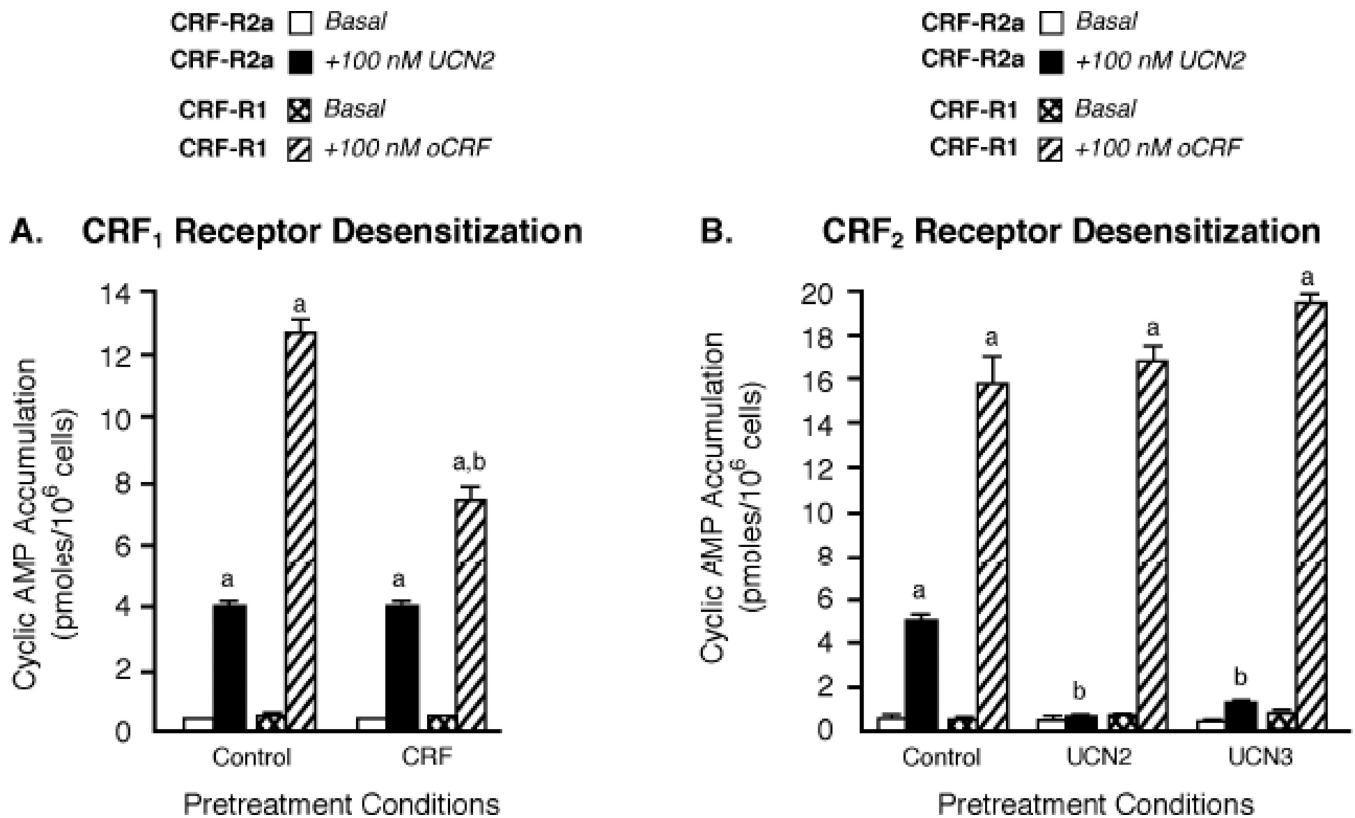 CRF-R2a Basal
CRF-R2a +100 nM UCN2
CRF-R1 Basal
CRF-R1 +100 nM oCRF
CRF-R2a Basal
CRF-R2a +100 nM UCN2
CRF-R1 Basal
CRF-R1 +100 nM oCRF
A. CRF₁ Receptor Desensitization
Cyclic AMP Accumulation
(pmoles/10⁶ cells)
14
12
10
8
6
4
2
0
a
a
a
a,b
Control CRF
Pretreatment Conditions
B. CRF₂ Receptor Desensitization
Cyclic AMP Accumulation
(pmoles/10⁶ cells)
20
18
16
14
12
10
8
6
4
2
0
a
a
b
a
b
a
Control UCN2 UCN3
Pretreatment Conditions